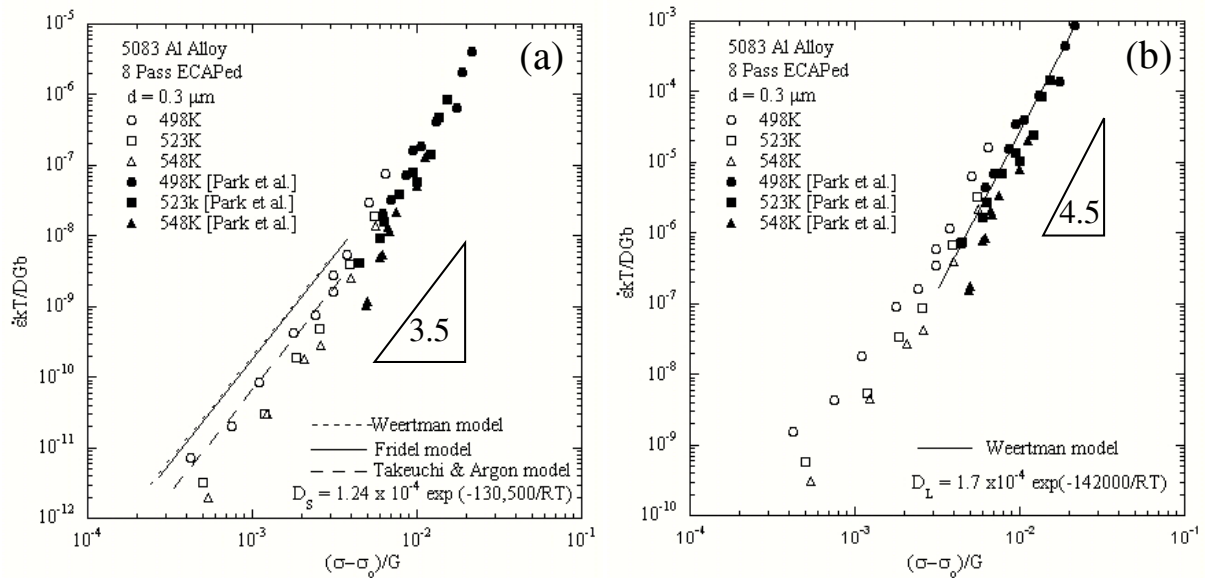 (a)
5083 Al Alloy
8 Pass ECAPed
d = 0.3 μm
498K
523K
548K
498K [Park et al.]
523k [Park et al.]
548K [Park et al.]
3.5
Weertman model
Fridel model
Takeuchi & Argon model
D_S = 1.24 x 10^-4 exp (-130,500/RT)
10^-5
10^-6
10^-7
10^-8
10^-9
10^-10
10^-11
10^-12
ε̇kT/DGb
10^-4
10^-3
10^-2
10^-1
(σ-σ_o)/G
(b)
5083 Al Alloy
8 Pass ECAPed
d = 0.3 μm
498K
523K
548K
498K [Park et al.]
523K [Park et al.]
548K [Park et al.]
4.5
Weertman model
D_L = 1.7 x10^-4 exp(-142000/RT)
10^-3
10^-4
10^-5
10^-6
10^-7
10^-8
10^-9
10^-10
ε̇kT/DGb
10^-4
10^-3
10^-2
10^-1
(σ-σ_o)/G